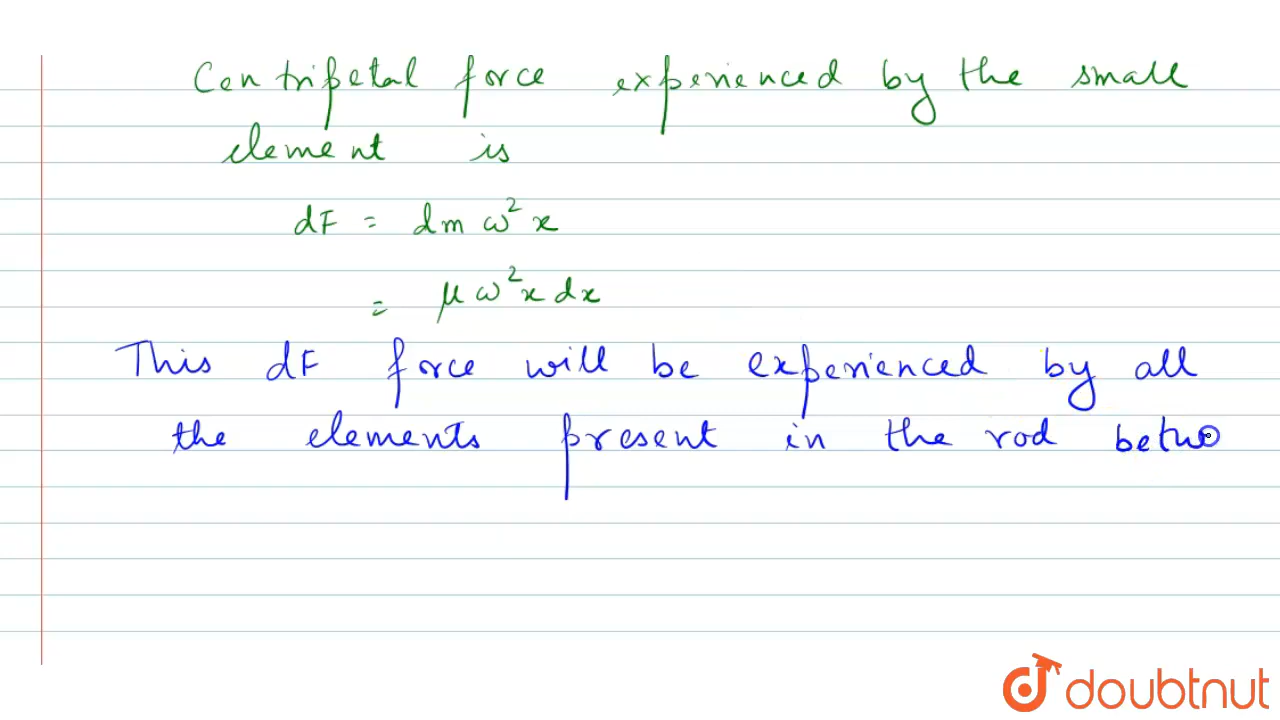 Centripetal force experienced by the small
element is
dF = dm ω² x
= μ ω² x dx
This dF force will be experienced by all
the elements present in the rod betwe
doubtnut